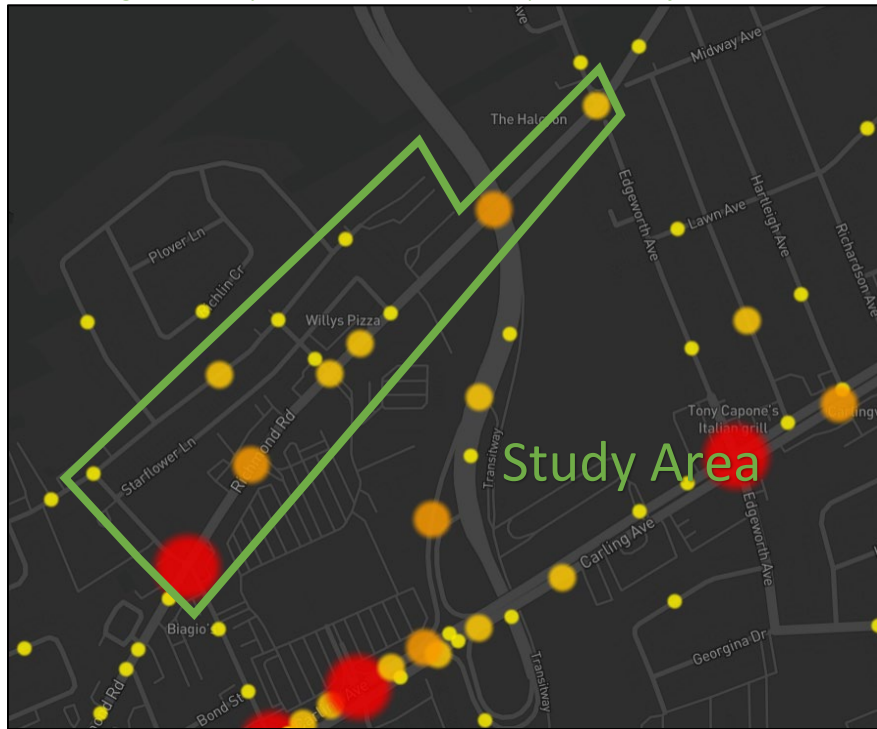 Midway Ave
The Halcyon
Edgeworth Ave
Hartleigh Ave
Lawn Ave
Richardson Ave
Plover Ln
Willys Pizza
Richmond Rd
Starflower Ln
Transitway
Study Area
Tony Capone's
Italian grill
Carling Ave
Edgeworth Ave
Biagio'
Georgina Dr
Bond St
Transitway